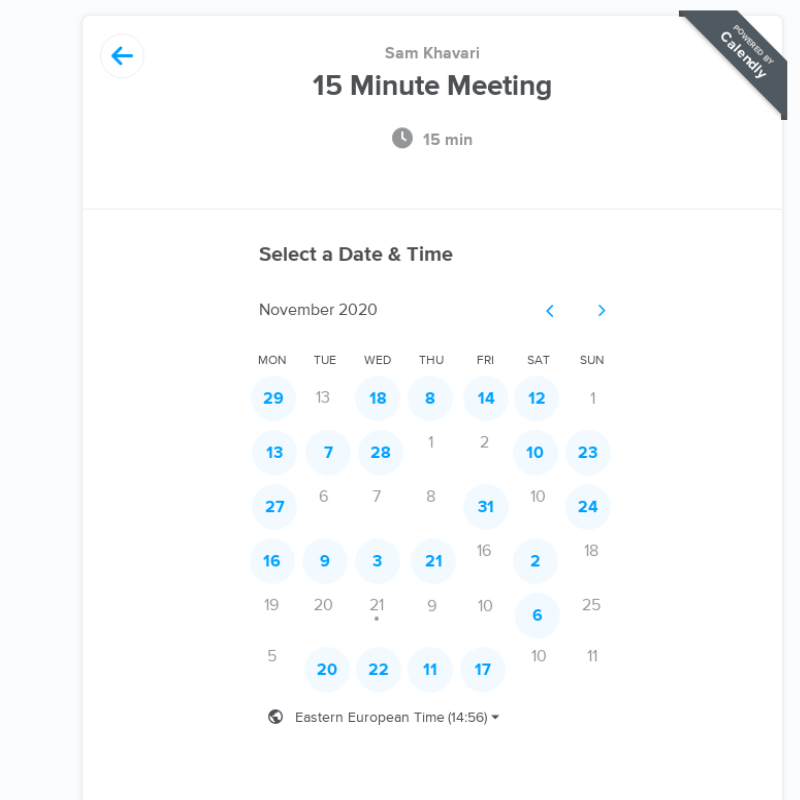 POWERED BY
Calendly
Sam Khavari
15 Minute Meeting
15 min
Select a Date & Time
November 2020
MON TUE WED THU FRI SAT SUN
29 13 18 8 14 12 1
13 7 28 1 2 10 23
27 6 7 8 31 10 24
16 9 3 21 16 2 18
19 20 21 9 10 6 25
5 20 22 11 17 10 11
Eastern European Time (14:56)